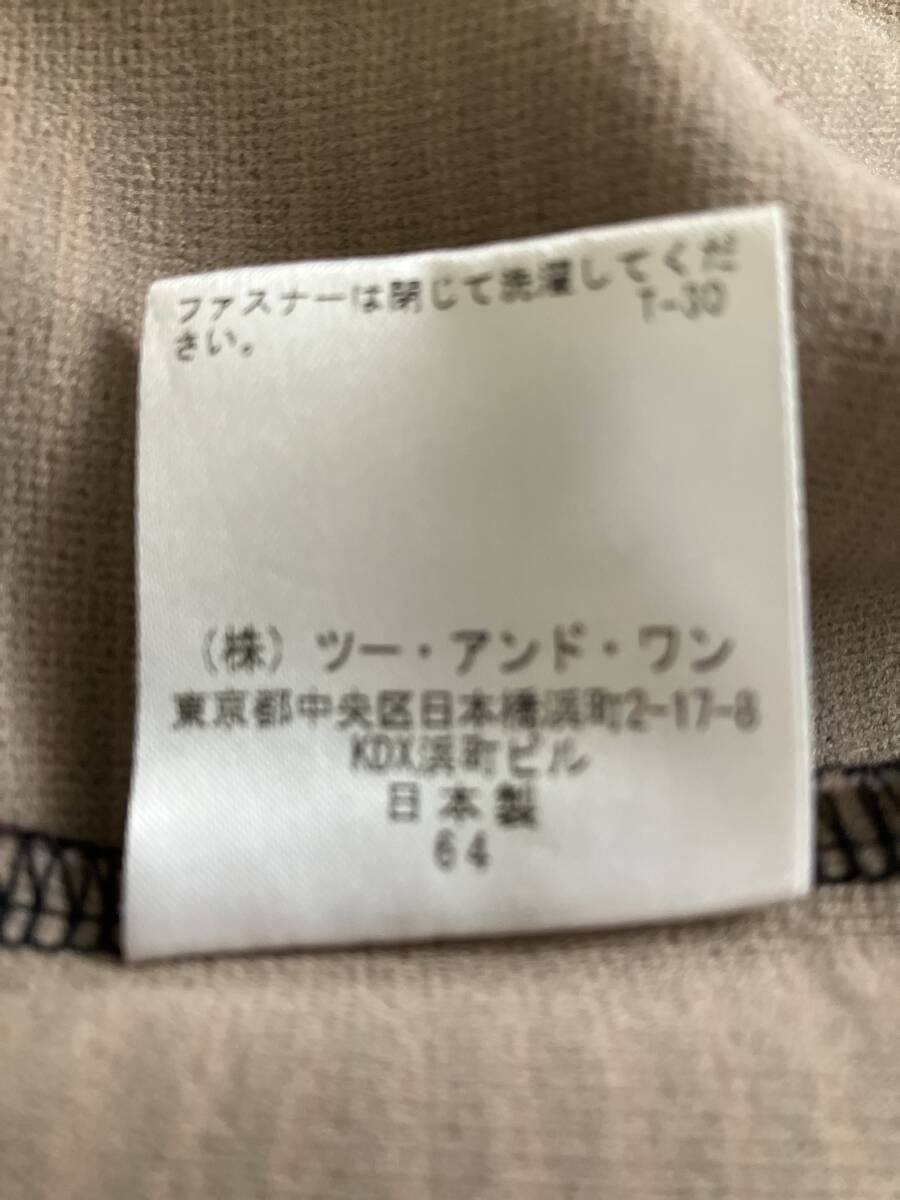 ファスナーは閉じて洗濯してくだ
さい。
T-30
（株）ツー・アンド・ワン
東京都中央区日本橋浜町2-17-8
KDX浜町ビル
日本製
64